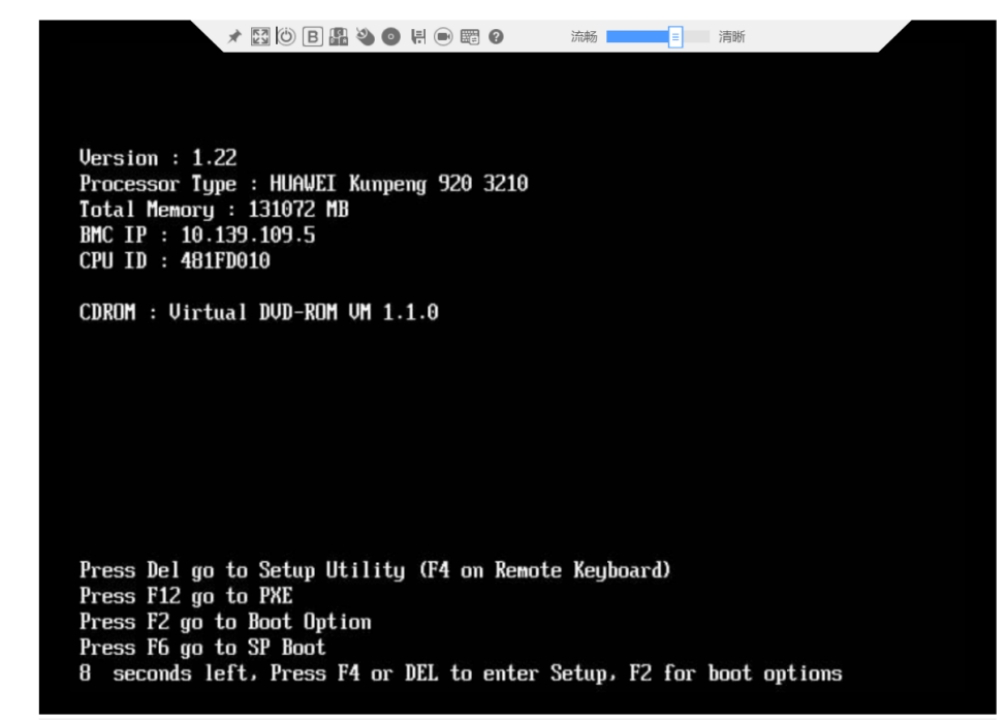 流畅 清晰
Version : 1.22
Processor Type : HUAWEI Kunpeng 920 3210
Total Memory : 131072 MB
BMC IP : 10.139.109.5
CPU ID : 481FD010
CDROM : Virtual DVD-ROM VM 1.1.0
Press Del go to Setup Utility (F4 on Remote Keyboard)
Press F12 go to PXE
Press F2 go to Boot Option
Press F6 go to SP Boot
8 seconds left, Press F4 or DEL to enter Setup, F2 for boot options